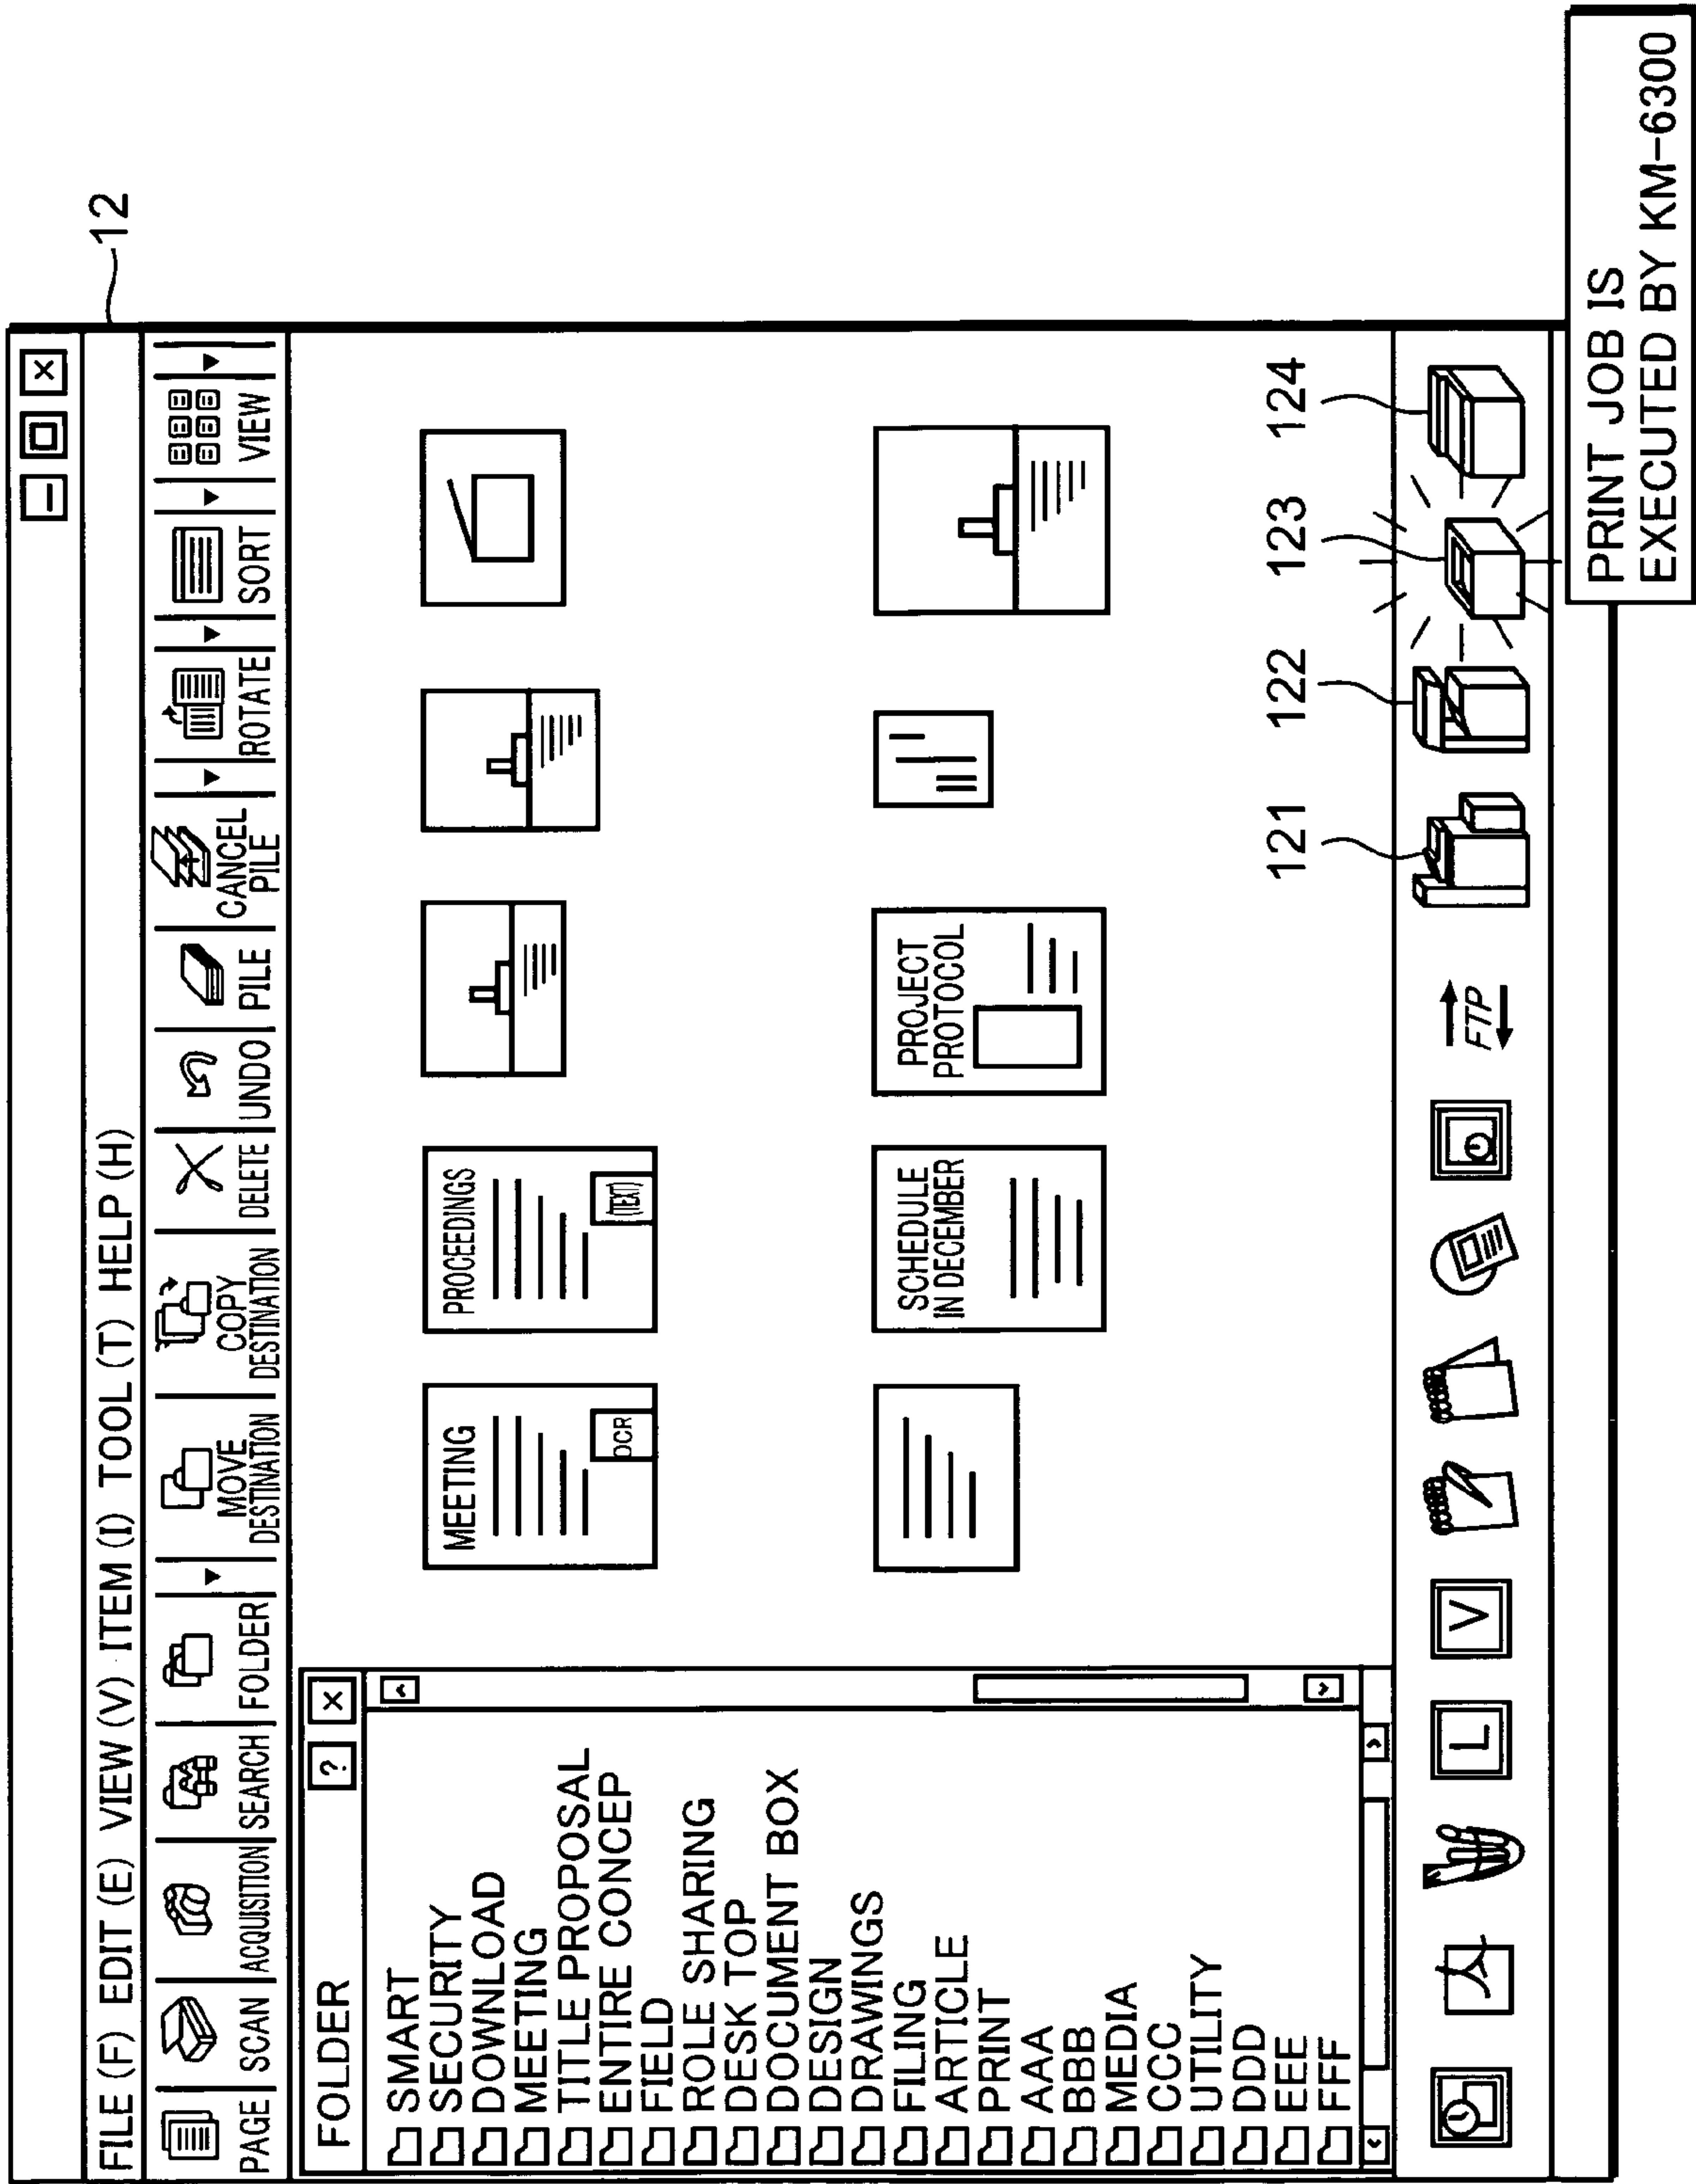 12
FILE (F) EDIT (E) VIEW (V) ITEM (I) TOOL (T) HELP (H)
PAGE SCAN ACQUISITION SEARCH FOLDER MOVE DESTINATION COPY DESTINATION DELETE UNDO PILE CANCEL PILE ROTATE SORT VIEW
FOLDER ? ×
SMART
SECURITY
DOWNLOAD
MEETING
TITLE PROPOSAL
ENTIRE CONCEP
FIELD
ROLE SHARING
DESK TOP
DOCUMENT BOX
DESIGN
DRAWINGS
FILING
ARTICLE
PRINT
AAA
BBB
MEDIA
CCC
UTILITY
DDD
EEE
FFF
MEETING
OCR
PROCEEDINGS
(TEXT)
SCHEDULE
IN DECEMBER
PROJECT
PROTOCOL
121 122 123 124
L V FTP
PRINT JOB IS
EXECUTED BY KM-6300